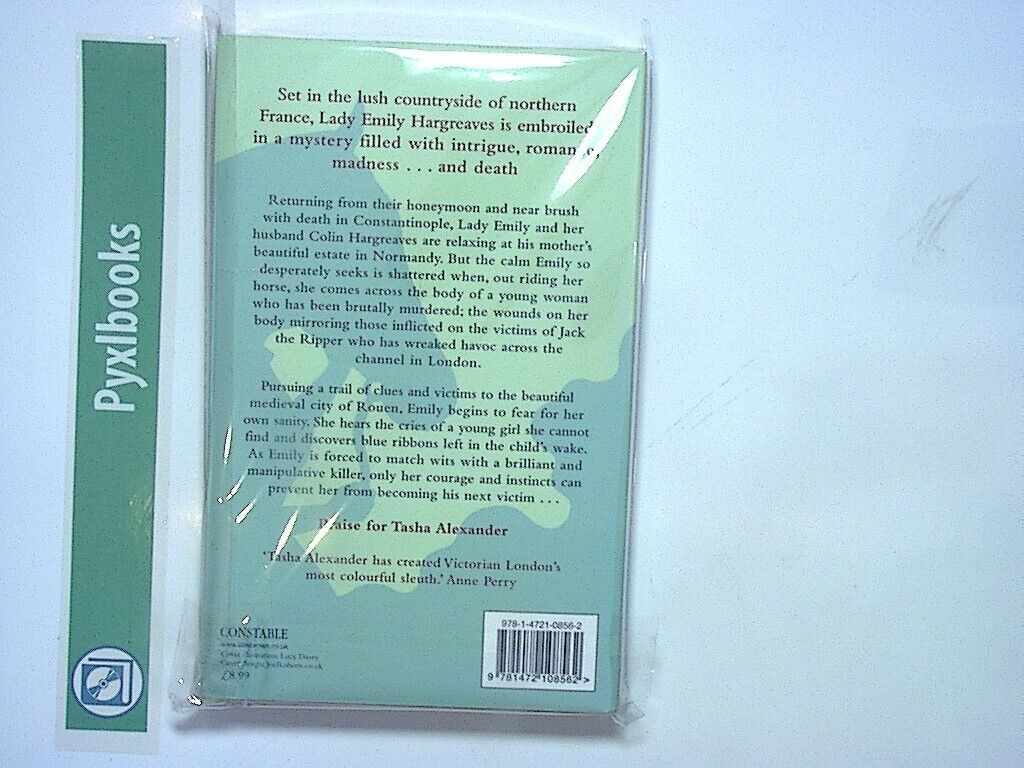 Pyxlbooks
Set in the lush countryside of northern
France, Lady Emily Hargreaves is embroiled
in a mystery filled with intrigue, romance,
madness . . . and death
Returning from their honeymoon and near brush
with death in Constantinople, Lady Emily and her
husband Colin Hargreaves are relaxing at his mother's
beautiful estate in Normandy. But the calm Emily so
desperately seeks is shattered when, out riding her
horse, she comes across the body of a young woman
who has been brutally murdered; the wounds on her
body mirroring those inflicted on the victims of Jack
the Ripper who has wreaked havoc across the
channel in London.
Pursuing a trail of clues and victims to the beautiful
medieval city of Rouen, Emily begins to fear for her
own sanity. She hears the cries of a young girl she cannot
find and discovers blue ribbons left in the child's wake.
As Emily is forced to match wits with a brilliant and
manipulative killer, only her courage and instincts can
prevent her from becoming his next victim . . .
Praise for Tasha Alexander
'Tasha Alexander has created Victorian London's
most colourful sleuth.' Anne Perry
CONSTABLE
Cover illustration: Lucy Davey
£8.99
978-1-4721-0856-2
9 781472 108562 >